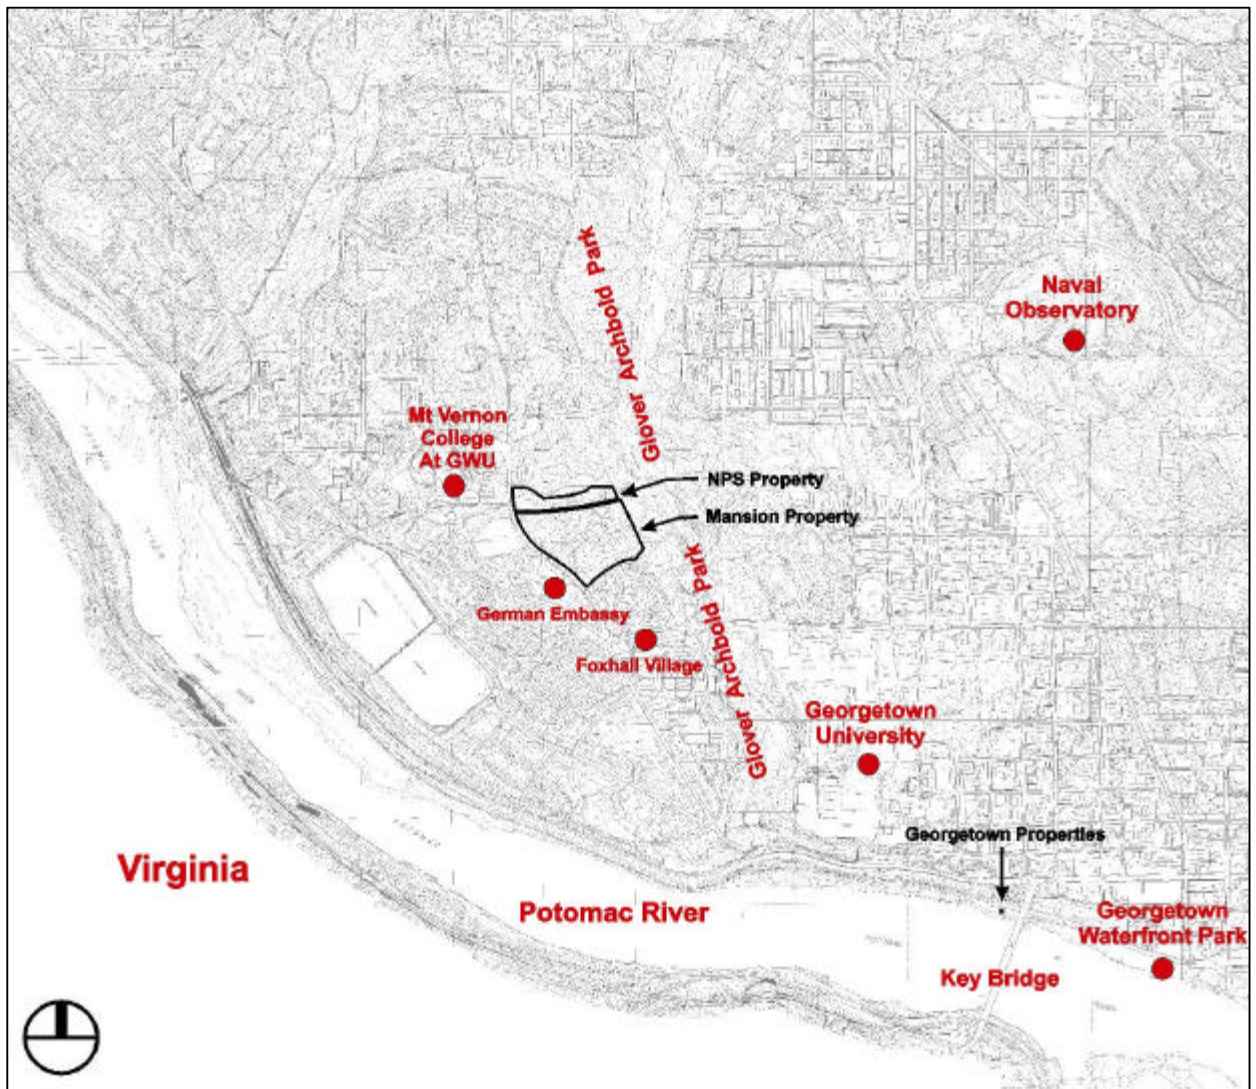 Naval
Observatory
Glover Archbold Park
Mt Vernon
College
At GWU
NPS Property
Mansion Property
German Embassy
Foxhall Village
Glover Archbold Park
Georgetown
University
Georgetown Properties
Virginia
Potomac River
Georgetown
Waterfront Park
Key Bridge